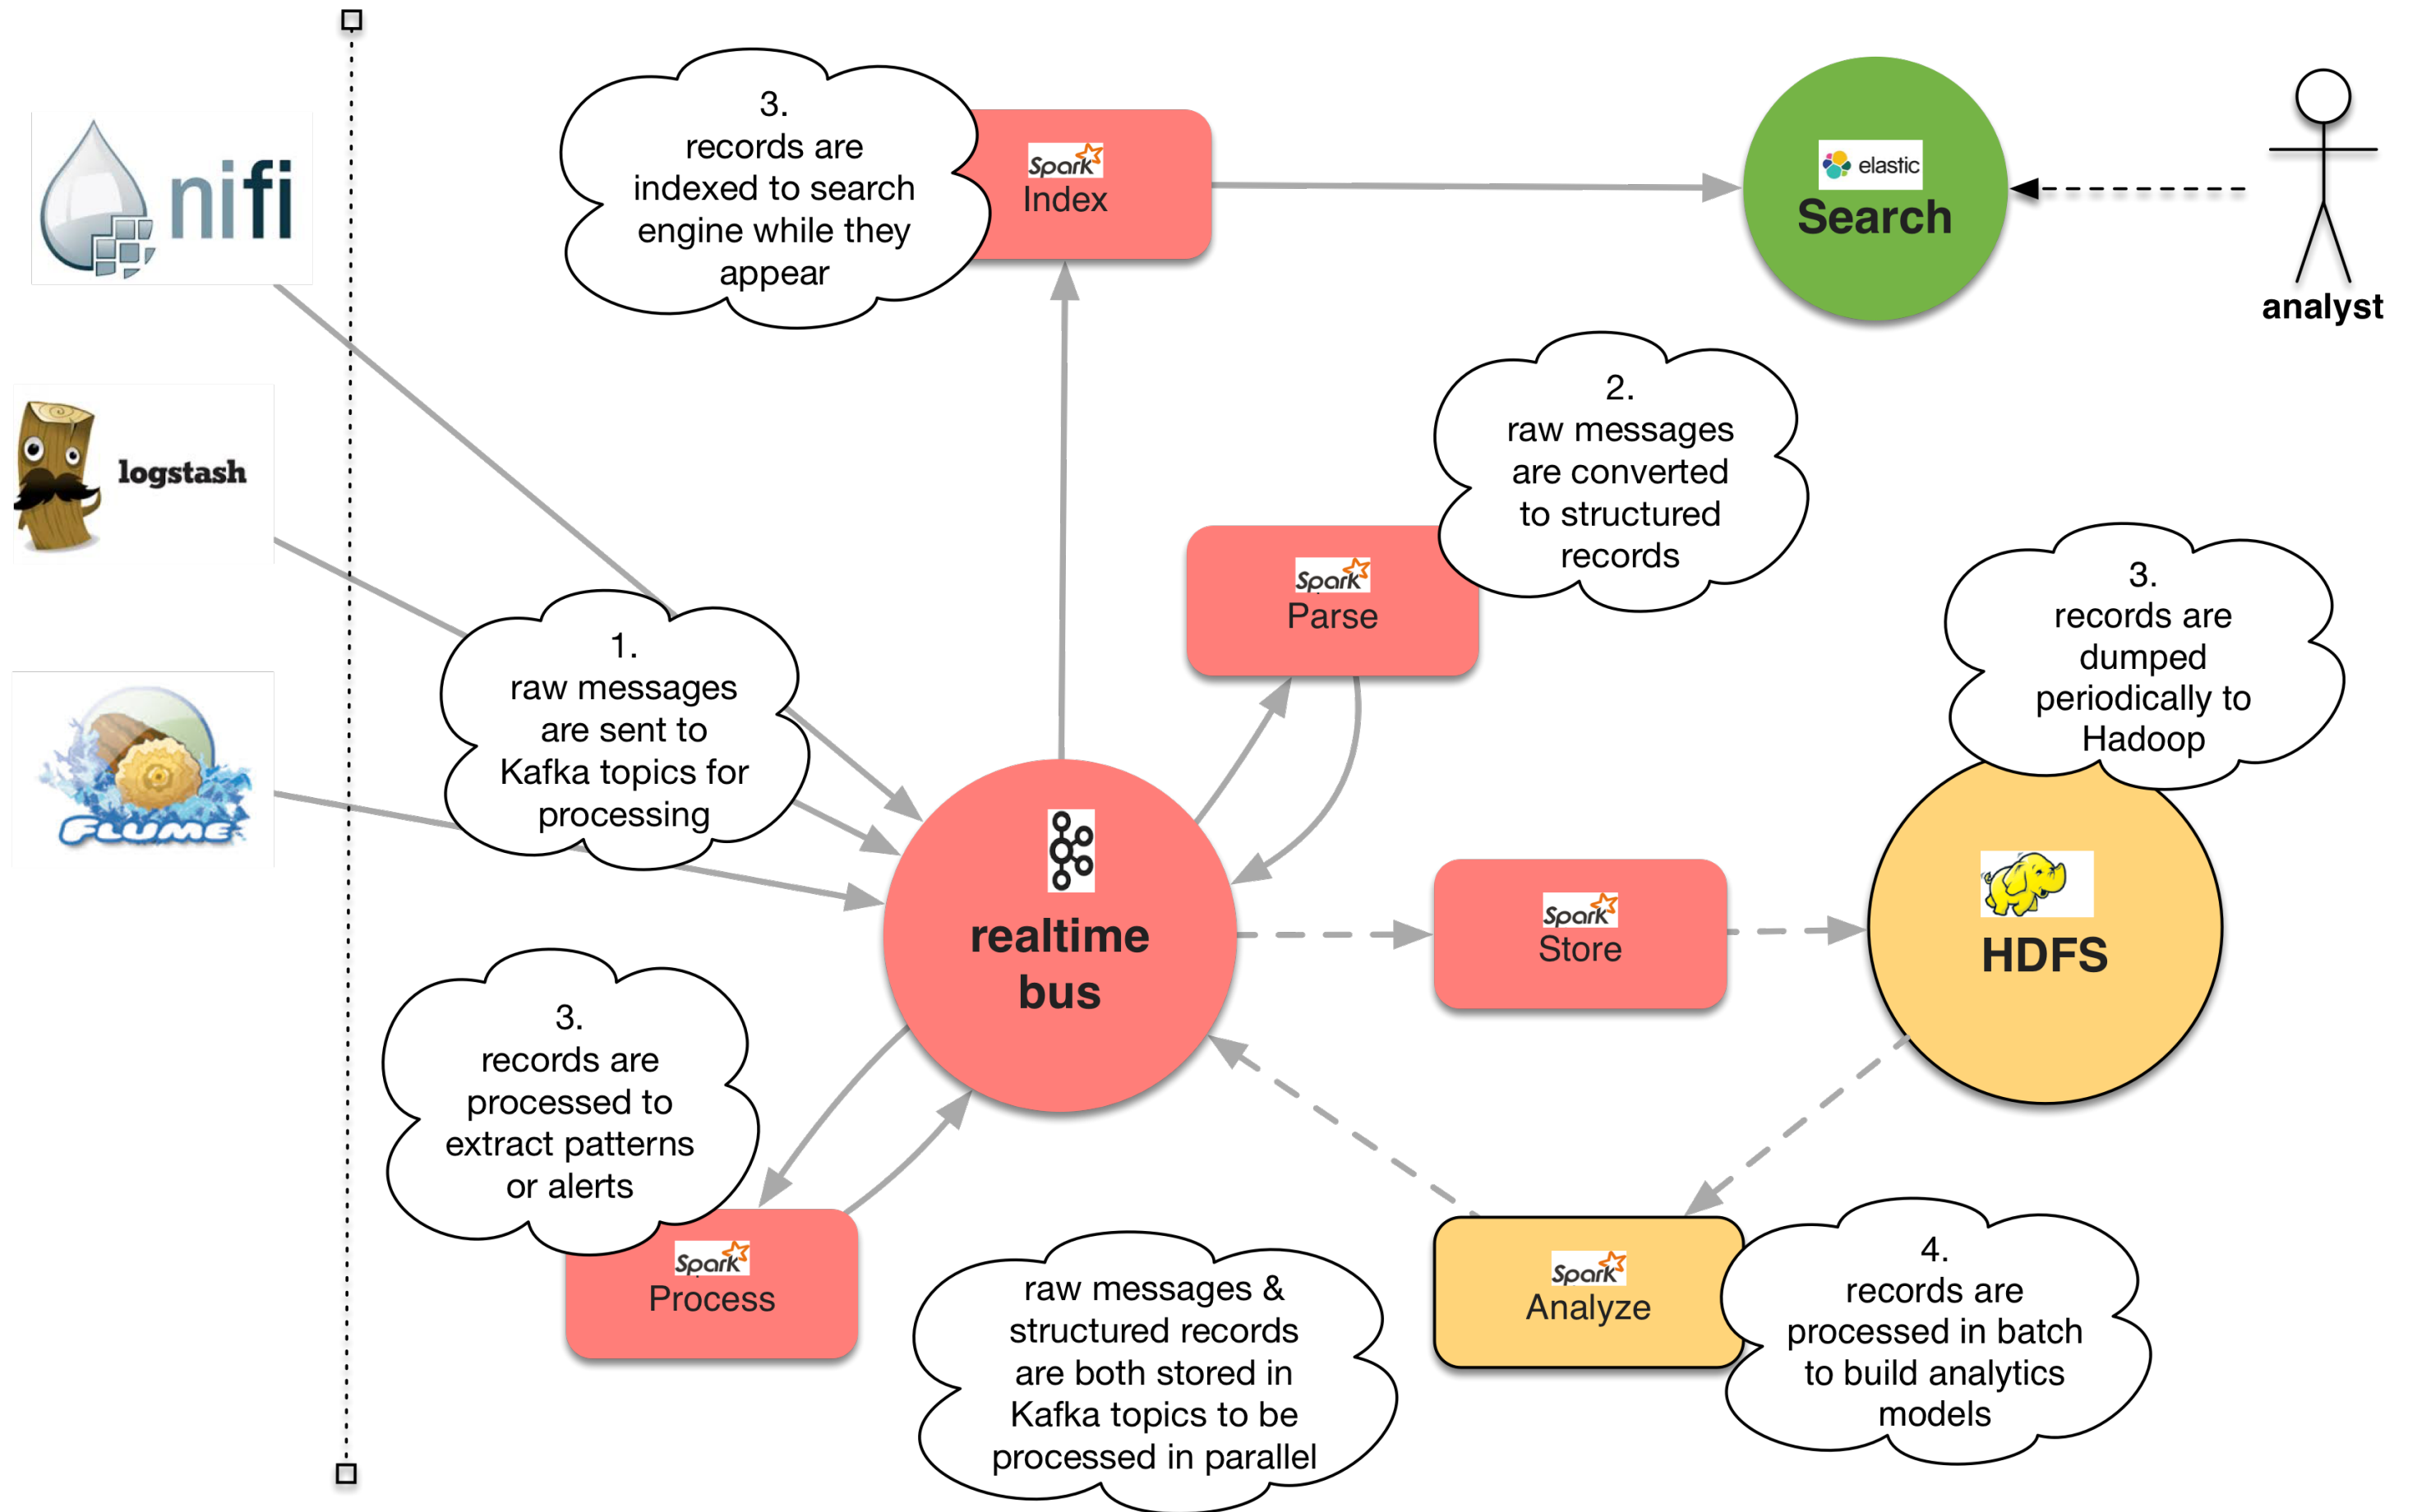 3.
records are
indexed to search
engine while they
appear
Spark
Index
elastic
Search
analyst
nifi
logstash
FLUME
1.
raw messages
are sent to
Kafka topics for
processing
2.
raw messages
are converted
to structured
records
Spark
Parse
3.
records are
dumped
periodically to
Hadoop
realtime
bus
Spark
Store
HDFS
3.
records are
processed to
extract patterns
or alerts
Spark
Process
raw messages &
structured records
are both stored in
Kafka topics to be
processed in parallel
Spark
Analyze
4.
records are
processed in batch
to build analytics
models